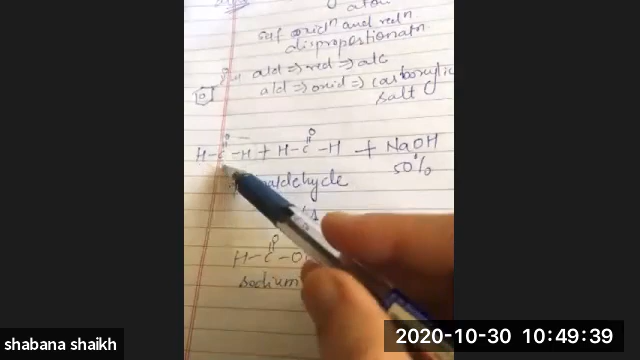 atom
self oxidⁿ and redⁿ
disproportionatn
ald ⇒ red ⇒ alc
ald ⇒ oxid ⇒ carboxylic
salt
O O
H-C-H + H-C-H + NaOH
50%
aldehyde
O
H-C-O
sodium
shabana shaikh
2020-10-30 10:49:39